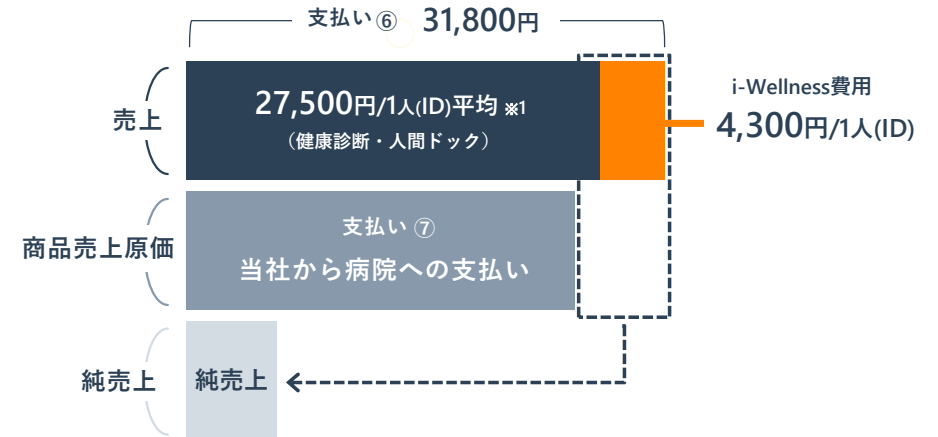 支払い⑥ 31,800円
売上
27,500円/1人(ID)平均 ※1
（健康診断・人間ドック）
i-Wellness費用
4,300円/1人(ID)
商品売上原価
支払い⑦
当社から病院への支払い
純売上
純売上